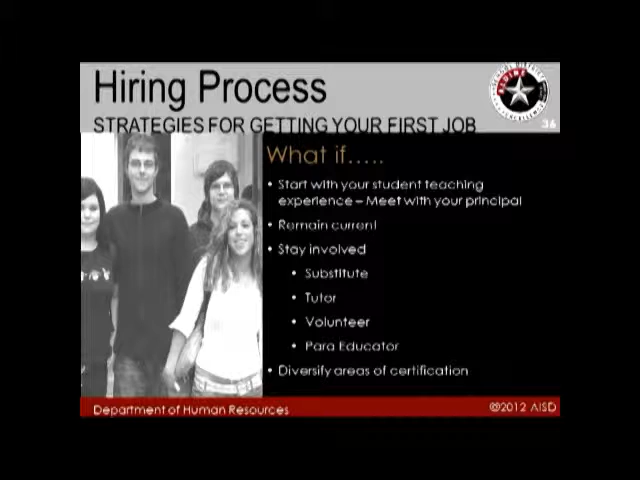 Hiring Process
STRATEGIES FOR GETTING YOUR FIRST JOB
ALDINE
36
What if…..
• Start with your student teaching
experience – Meet with your principal
• Remain current
• Stay involved
• Substitute
• Tutor
• Volunteer
• Para Educator
• Diversify areas of certification
Department of Human Resources
©2012 AISD